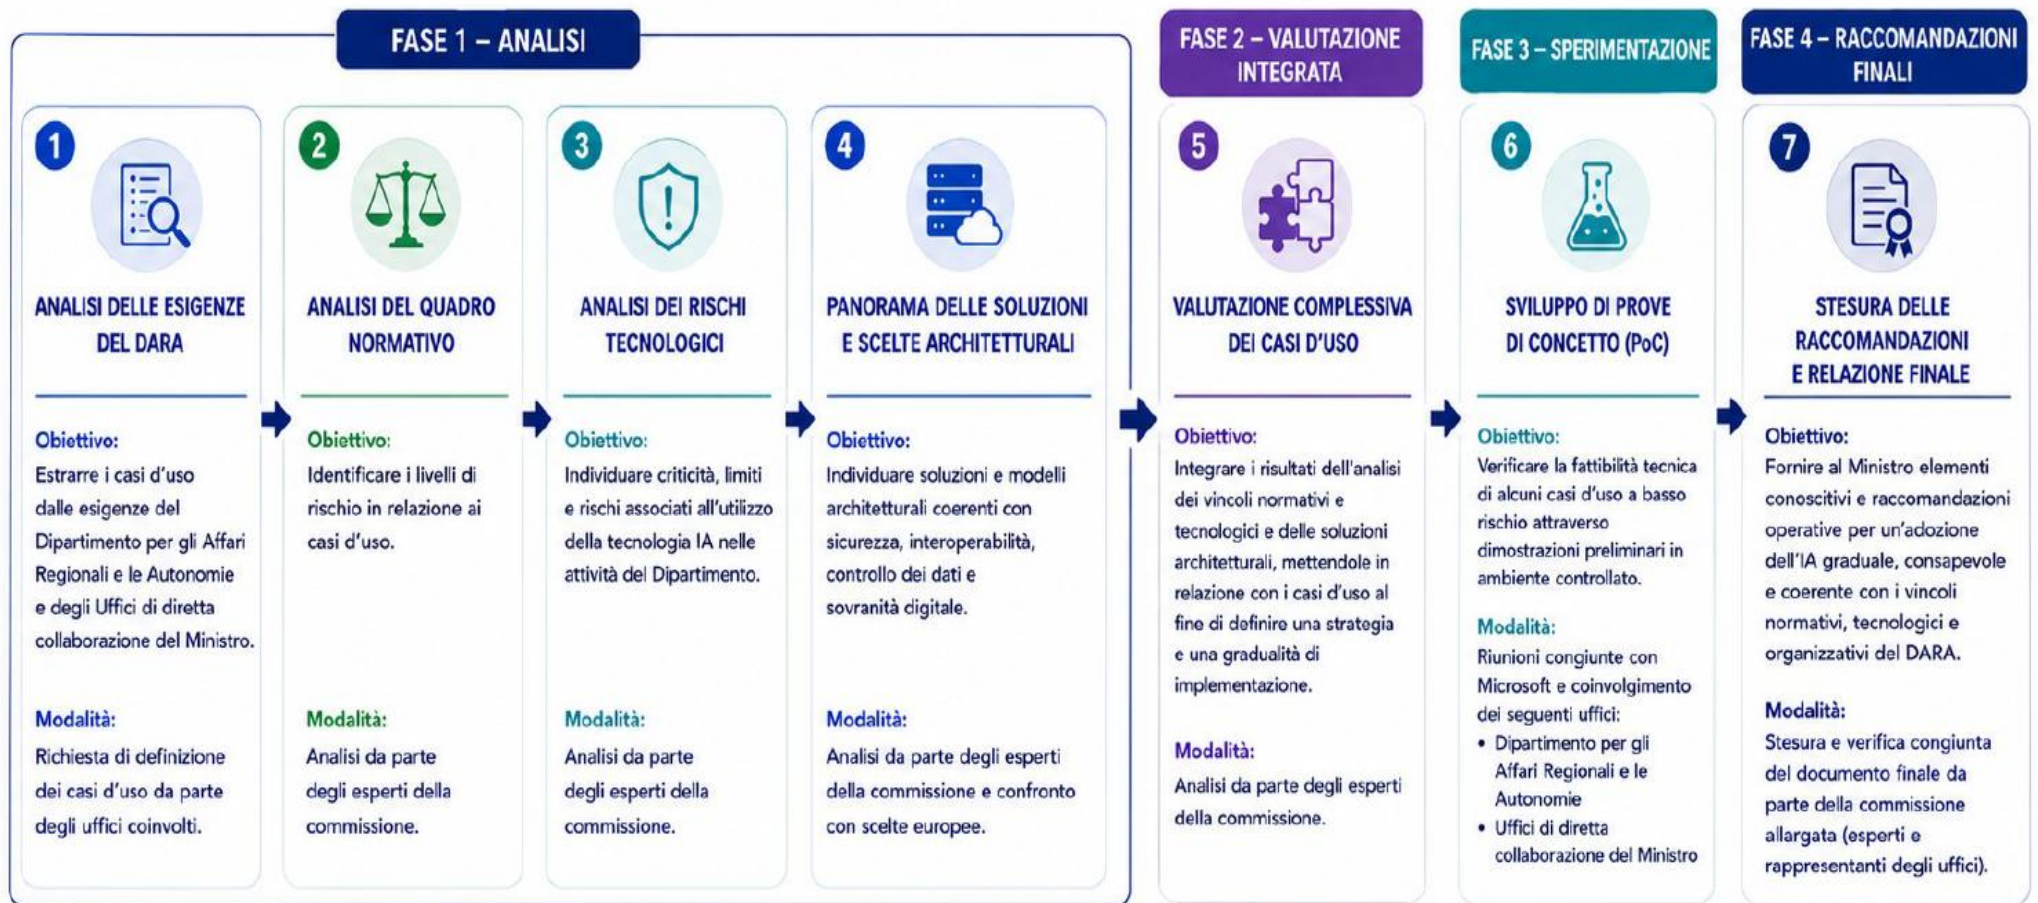 FASE 1 – ANALISI
1
ANALISI DELLE ESIGENZE
DEL DARA
Obiettivo:
Estrarre i casi d'uso
dalle esigenze del
Dipartimento per gli Affari
Regionali e le Autonomie
e degli Uffici di diretta
collaborazione del Ministro.
Modalità:
Richiesta di definizione
dei casi d'uso da parte
degli uffici coinvolti.
2
ANALISI DEL QUADRO
NORMATIVO
Obiettivo:
Identificare i livelli di
rischio in relazione ai
casi d'uso.
Modalità:
Analisi da parte
degli esperti della
commissione.
3
ANALISI DEI RISCHI
TECNOLOGICI
Obiettivo:
Individuare criticità, limiti
e rischi associati all'utilizzo
della tecnologia IA nelle
attività del Dipartimento.
Modalità:
Analisi da parte
degli esperti della
commissione.
4
PANORAMA DELLE SOLUZIONI
E SCELTE ARCHITETTURALI
Obiettivo:
Individuare soluzioni e modelli
architetturali coerenti con
sicurezza, interoperabilità,
controllo dei dati e
sovranità digitale.
Modalità:
Analisi da parte degli esperti
della commissione e confronto
con scelte europee.
FASE 2 – VALUTAZIONE
INTEGRATA
5
VALUTAZIONE COMPLESSIVA
DEI CASI D'USO
Obiettivo:
Integrare i risultati dell'analisi
dei vincoli normativi e
tecnologici e delle soluzioni
architetturali, mettendole in
relazione con i casi d'uso al
fine di definire una strategia
e una gradualità di
implementazione.
Modalità:
Analisi da parte degli esperti
della commissione.
FASE 3 – SPERIMENTAZIONE
6
SVILUPPO DI PROVE
DI CONCETTO (PoC)
Obiettivo:
Verificare la fattibilità tecnica
di alcuni casi d'uso a basso
rischio attraverso
dimostrazioni preliminari in
ambiente controllato.
Modalità:
Riunioni congiunte con
Microsoft e coinvolgimento
dei seguenti uffici:
• Dipartimento per gli
Affari Regionali e le
Autonomie
• Uffici di diretta
collaborazione del Ministro
FASE 4 – RACCOMANDAZIONI
FINALI
7
STESURA DELLE
RACCOMANDAZIONI
E RELAZIONE FINALE
Obiettivo:
Fornire al Ministro elementi
conoscitivi e raccomandazioni
operative per un'adozione
dell'IA graduale, consapevole
e coerente con i vincoli
normativi, tecnologici e
organizzativi del DARA.
Modalità:
Stesura e verifica congiunta
del documento finale da
parte della commissione
allargata (esperti e
rappresentanti degli uffici).